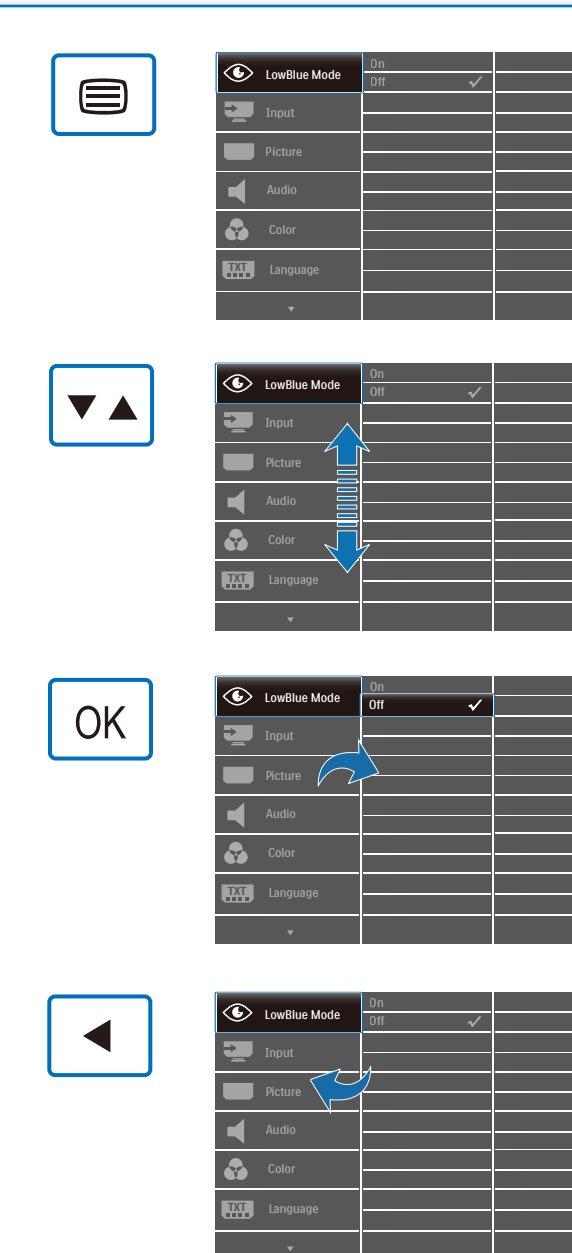 LowBlue Mode
On
Off
Input
Picture
Audio
Color
TXT
Language
LowBlue Mode
On
Off
Input
Picture
Audio
Color
TXT
Language
OK
LowBlue Mode
On
Off
Input
Picture
Audio
Color
TXT
Language
LowBlue Mode
On
Off
Input
Picture
Audio
Color
TXT
Language